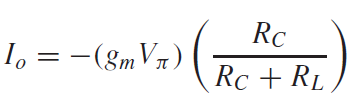 I_o = −(g_m V_π) ( R_C / (R_C + R_L) )